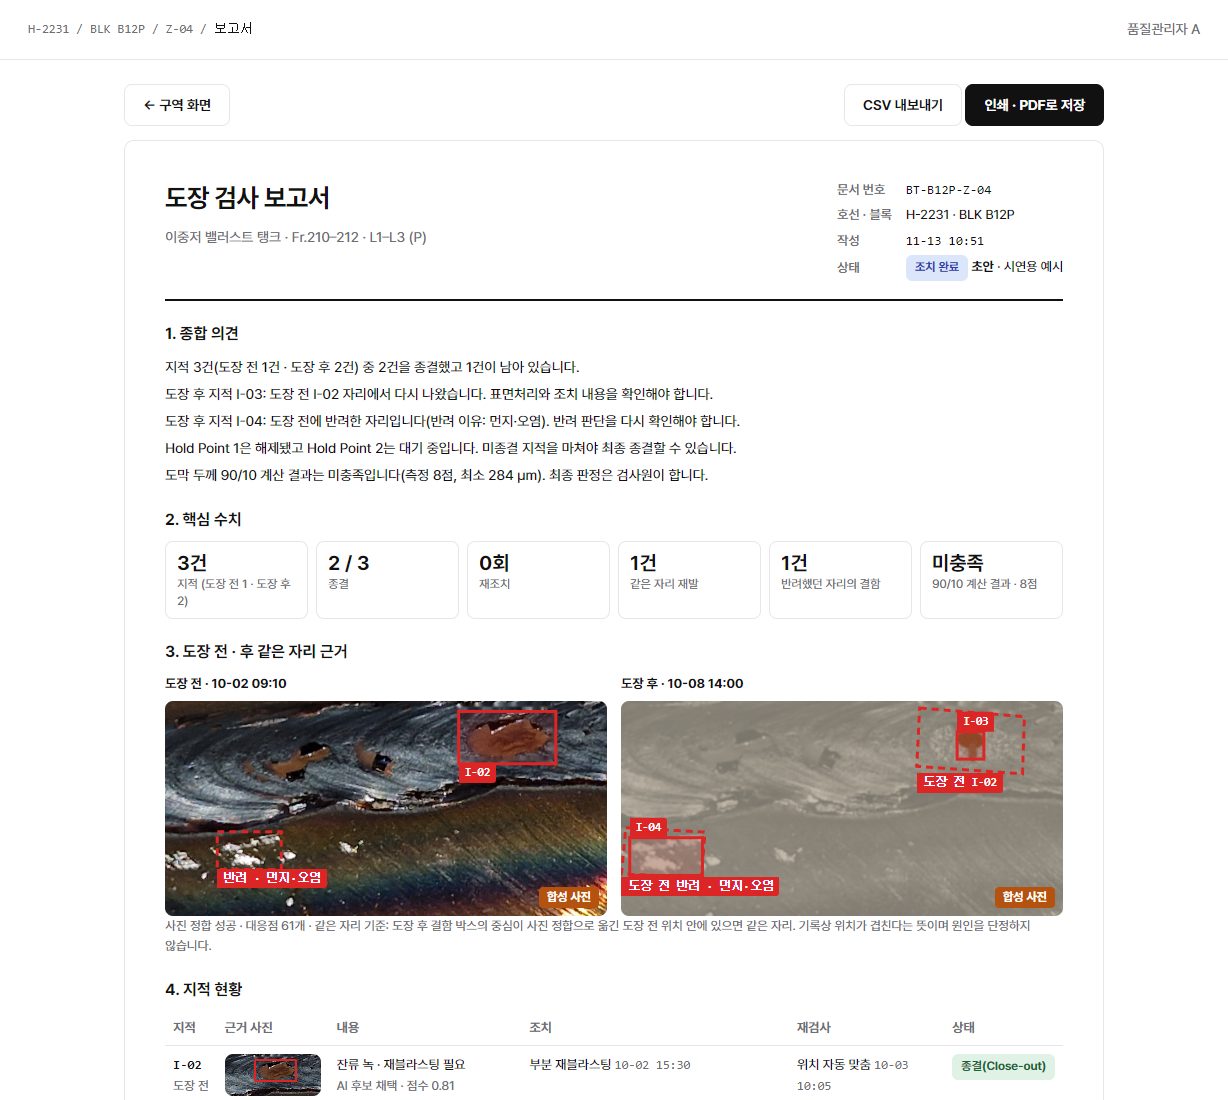 H-2231 / BLK B12P / Z-04 / 보고서
품질관리자 A
← 구역 화면
CSV 내보내기
인쇄 · PDF로 저장
도장 검사 보고서
이중저 밸러스트 탱크 · Fr.210–212 · L1–L3 (P)
문서 번호 BT-B12P-Z-04
호선 · 블록 H-2231 · BLK B12P
작성 11-13 10:51
상태 조치 완료 초안 · 시연용 예시
1. 종합 의견
지적 3건(도장 전 1건 · 도장 후 2건) 중 2건을 종결했고 1건이 남아 있습니다.
도장 후 지적 I-03: 도장 전 I-02 자리에서 다시 나왔습니다. 표면처리와 조치 내용을 확인해야 합니다.
도장 후 지적 I-04: 도장 전에 반려한 자리입니다(반려 이유: 먼지·오염). 반려 판단을 다시 확인해야 합니다.
Hold Point 1은 해제됐고 Hold Point 2는 대기 중입니다. 미종결 지적을 마쳐야 최종 종결할 수 있습니다.
도막 두께 90/10 계산 결과는 미충족입니다(측정 8점, 최소 284 μm). 최종 판정은 검사원이 합니다.
2. 핵심 수치
3건
지적 (도장 전 1 · 도장 후
2)
2 / 3
종결
0회
재조치
1건
같은 자리 재발
1건
반려했던 자리의 결함
미충족
90/10 계산 결과 · 8점
3. 도장 전 · 후 같은 자리 근거
도장 전 · 10-02 09:10
I-02
반려 · 먼지·오염
합성 사진
도장 후 · 10-08 14:00
I-03
도장 전 I-02
I-04
도장 전 반려 · 먼지·오염
합성 사진
사진 정합 성공 · 대응점 61개 · 같은 자리 기준: 도장 후 결함 박스의 중심이 사진 정합으로 옮긴 도장 전 위치 안에 있으면 같은 자리. 기록상 위치가 겹친다는 뜻이며 원인을 단정하지
않습니다.
4. 지적 현황
지적 근거 사진 내용 조치 재검사 상태
I-02 잔류 녹 · 재블라스팅 필요 부분 재블라스팅 10-02 15:30 위치 자동 맞춤 10-03 종결(Close-out)
도장 전 AI 후보 채택 · 점수 0.81 10:05